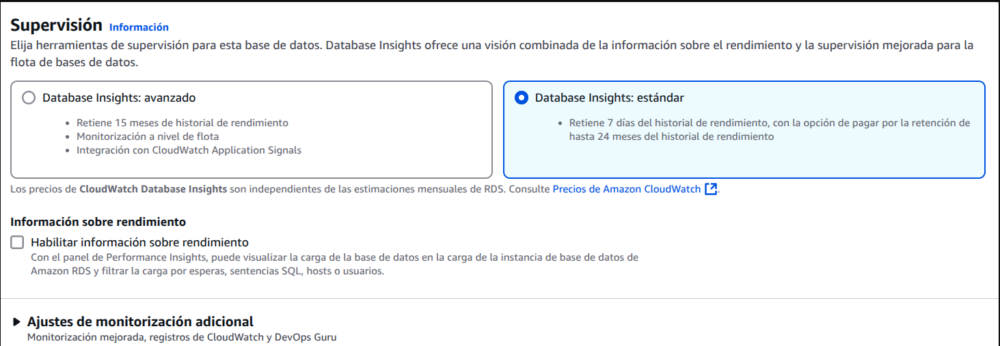 Supervisión Información
Elija herramientas de supervisión para esta base de datos. Database Insights ofrece una visión combinada de la información sobre el rendimiento y la supervisión mejorada para la
flota de bases de datos.
Database Insights: avanzado
• Retiene 15 meses de historial de rendimiento
• Monitorización a nivel de flota
• Integración con CloudWatch Application Signals
Database Insights: estándar
• Retiene 7 días del historial de rendimiento, con la opción de pagar por la retención de
hasta 24 meses del historial de rendimiento
Los precios de CloudWatch Database Insights son independientes de las estimaciones mensuales de RDS. Consulte Precios de Amazon CloudWatch.
Información sobre rendimiento
Habilitar información sobre rendimiento
Con el panel de Performance Insights, puede visualizar la carga de la base de datos en la carga de la instancia de base de datos de
Amazon RDS y filtrar la carga por esperas, sentencias SQL, hosts o usuarios.
Ajustes de monitorización adicional
Monitorización mejorada, registros de CloudWatch y DevOps Guru